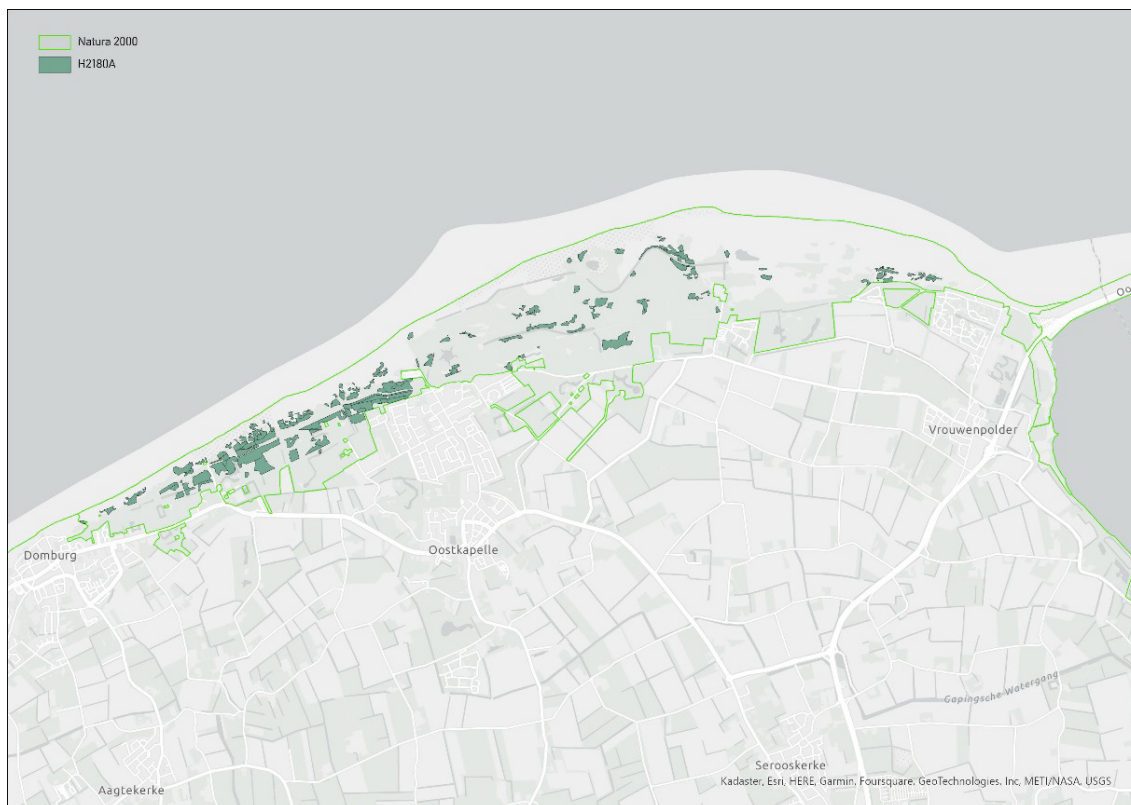 Natura 2000
H2180A
Oo
Vrouwenpolder
Domburg
Oostkapelle
Gapingsche Watergang
Serooskerke
Kadaster, Esri, HERE, Garmin, Foursquare, GeoTechnologies, Inc, METI/NASA, USGS
Aagtekerke